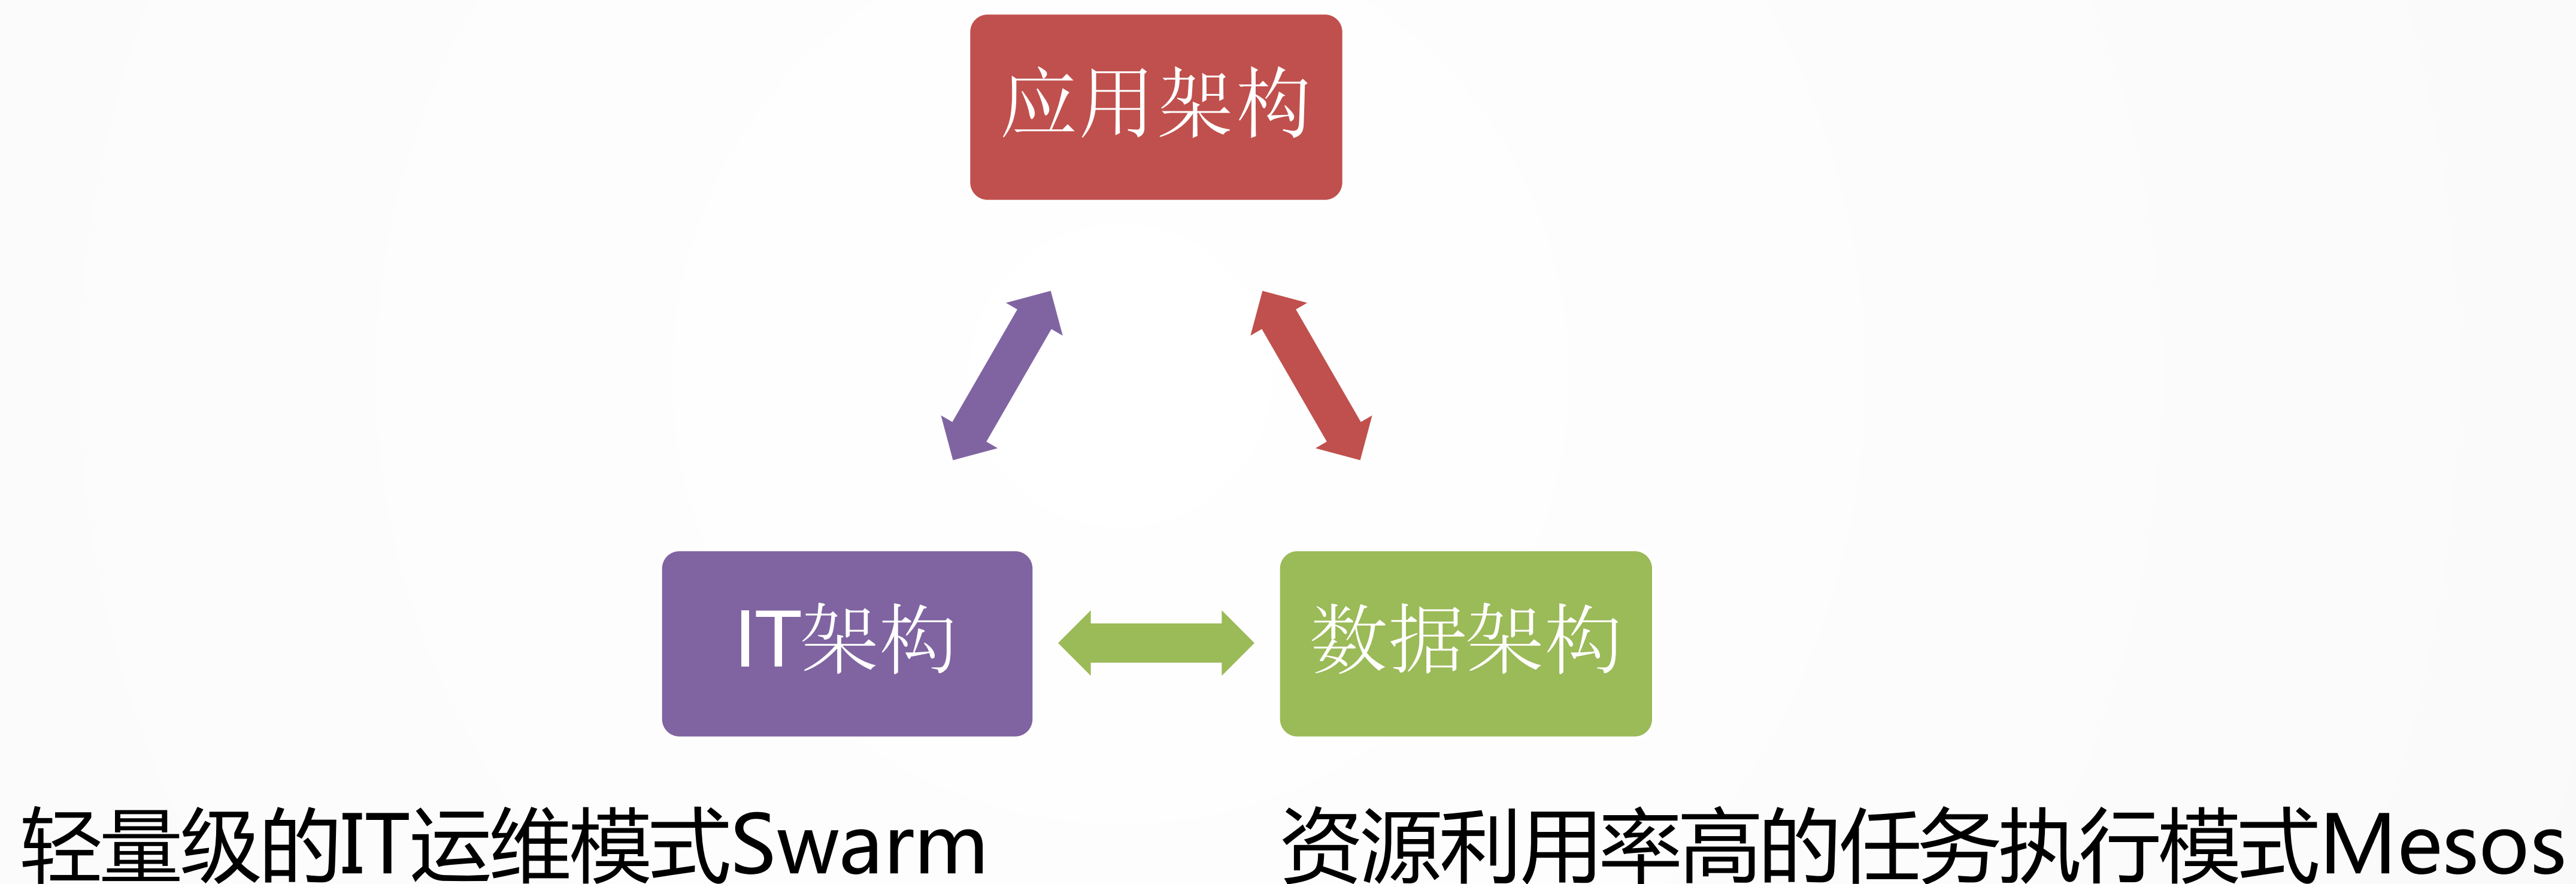 应用架构
IT架构
数据架构
轻量级的IT运维模式Swarm
资源利用率高的任务执行模式Mesos